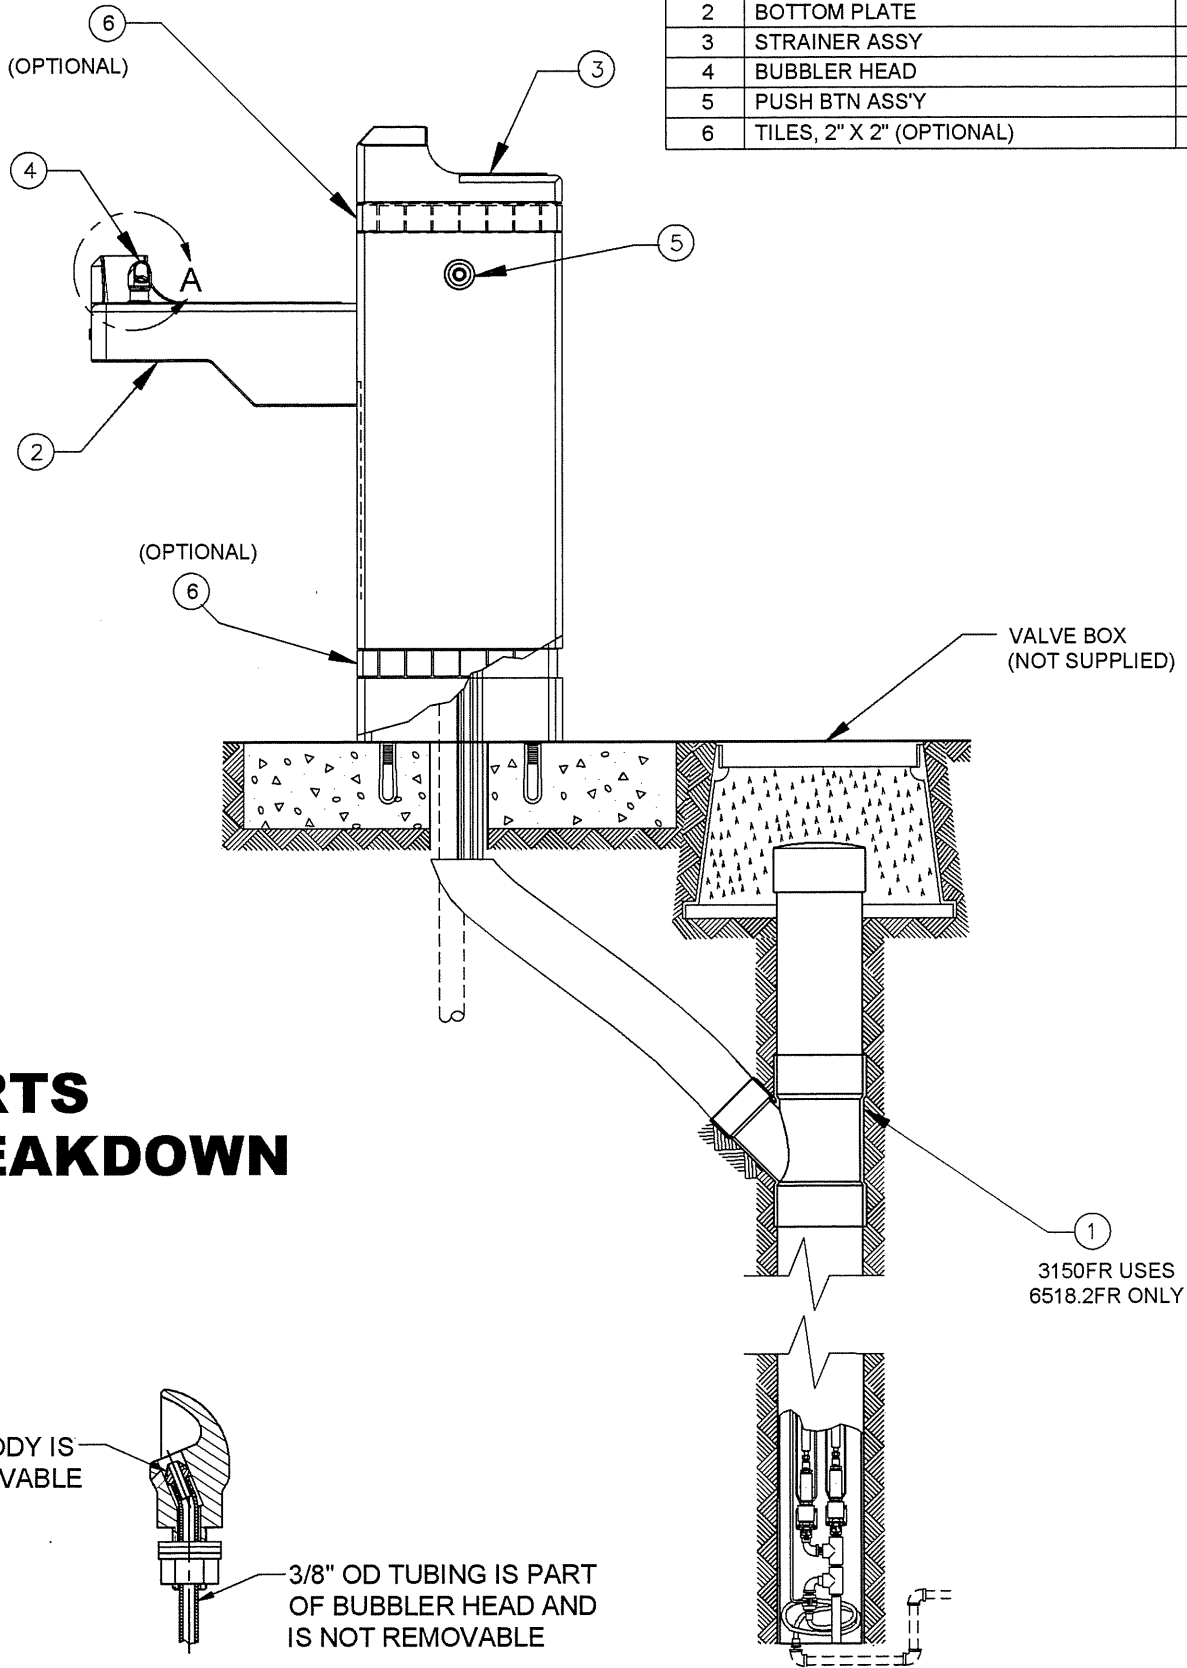 6
(OPTIONAL)
2 BOTTOM PLATE
3 STRAINER ASSY
4 BUBBLER HEAD
5 PUSH BTN ASS'Y
6 TILES, 2" X 2" (OPTIONAL)
3
4
5
A
2
(OPTIONAL)
6
VALVE BOX
(NOT SUPPLIED)
RTS
EAKDOWN
1
3150FR USES
6518.2FR ONLY
ODY IS
VABLE
3/8" OD TUBING IS PART
OF BUBBLER HEAD AND
IS NOT REMOVABLE